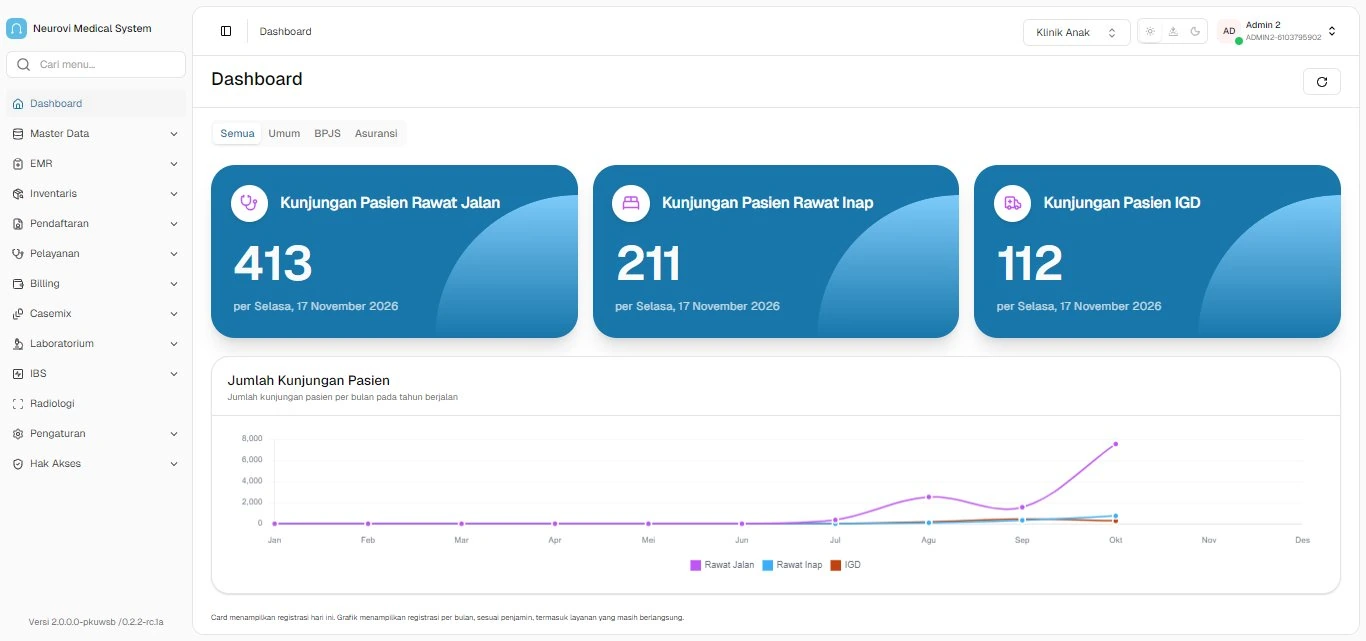 Neurovi Medical System
Cari menu...
Dashboard
Master Data
EMR
Inventaris
Pendaftaran
Pelayanan
Billing
Casemix
Laboratorium
IBS
Radiologi
Pengaturan
Hak Akses
Versi 2.0.0.0-pkuwsb /0.2.2-rc.1a
Dashboard
Klinik Anak
AD
Admin 2
ADMIN2-6103795902
Dashboard
Semua Umum BPJS Asuransi
Kunjungan Pasien Rawat Jalan
413
per Selasa, 17 November 2026
Kunjungan Pasien Rawat Inap
211
per Selasa, 17 November 2026
Kunjungan Pasien IGD
112
per Selasa, 17 November 2026
Jumlah Kunjungan Pasien
Jumlah kunjungan pasien per bulan pada tahun berjalan
8,000
6,000
4,000
2,000
0
Jan Feb Mar Apr Mei Jun Jul Agu Sep Okt Nov Des
Rawat Jalan Rawat Inap IGD
Card menampilkan registrasi hari ini. Grafik menampilkan registrasi per bulan, sesuai penjamin, termasuk layanan yang masih berlangsung.